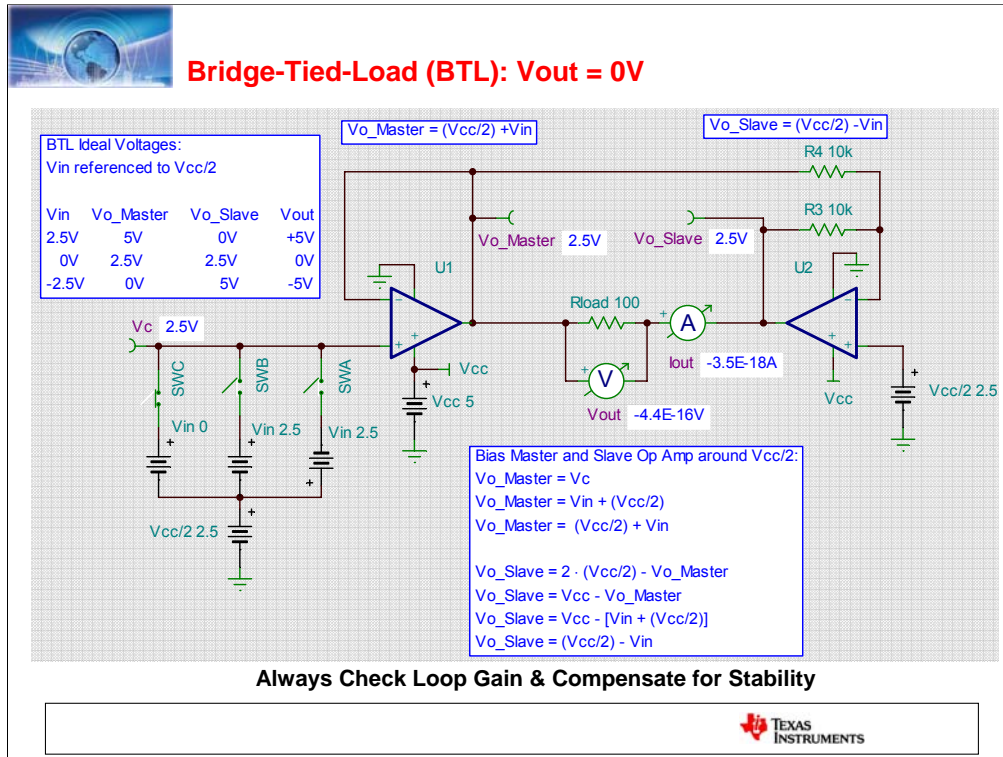 Bridge-Tied-Load (BTL): Vout = 0V
BTL Ideal Voltages:
Vin referenced to Vcc/2
Vin Vo_Master Vo_Slave Vout
2.5V 5V 0V +5V
0V 2.5V 2.5V 0V
-2.5V 0V 5V -5V
Vo_Master = (Vcc/2) +Vin
Vo_Slave = (Vcc/2) -Vin
R4 10k
R3 10k
Vo_Master 2.5V
Vo_Slave 2.5V
U1
U2
Rload 100
+
A
Iout -3.5E-18A
+
V
Vout -4.4E-16V
Vc 2.5V
SWC
SWB
SWA
Vin 0
Vin 2.5
Vin 2.5
+
+
+
Vcc/2 2.5
+
Vcc
+
Vcc 5
Vcc
+
Vcc/2 2.5
Bias Master and Slave Op Amp around Vcc/2:
Vo_Master = Vc
Vo_Master = Vin + (Vcc/2)
Vo_Master = (Vcc/2) + Vin
Vo_Slave = 2 · (Vcc/2) - Vo_Master
Vo_Slave = Vcc - Vo_Master
Vo_Slave = Vcc - [Vin + (Vcc/2)]
Vo_Slave = (Vcc/2) - Vin
Always Check Loop Gain & Compensate for Stability
TEXAS
INSTRUMENTS